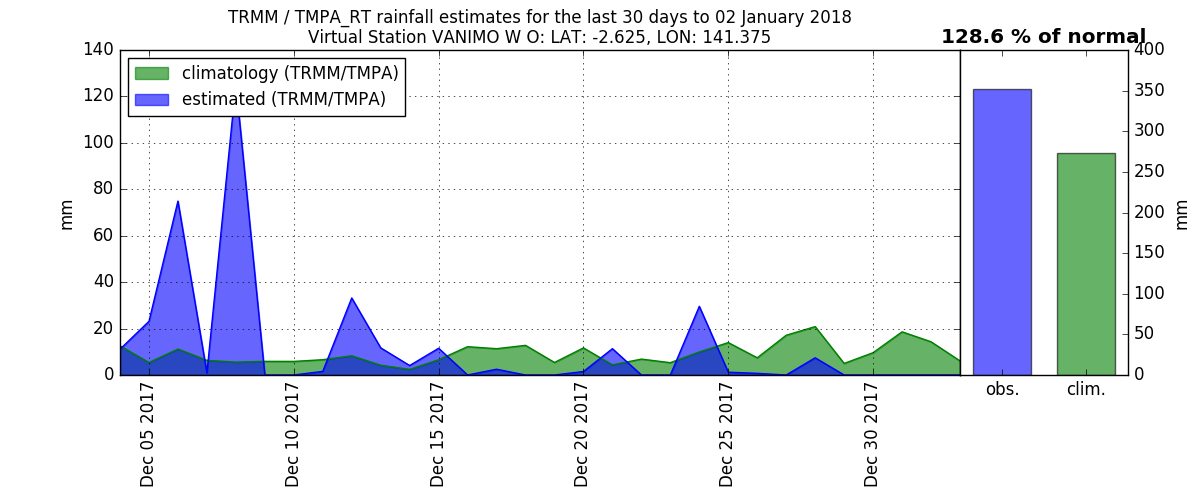 TRMM / TMPA_RT rainfall estimates for the last 30 days to 02 January 2018
Virtual Station VANIMO W O: LAT: -2.625, LON: 141.375
128.6 % of normal
climatology (TRMM/TMPA)
estimated (TRMM/TMPA)
140
120
100
80
60
40
20
0
mm
Dec 05 2017
Dec 10 2017
Dec 15 2017
Dec 20 2017
Dec 25 2017
Dec 30 2017
obs.
clim.
400
350
300
250
200
150
100
50
0
mm